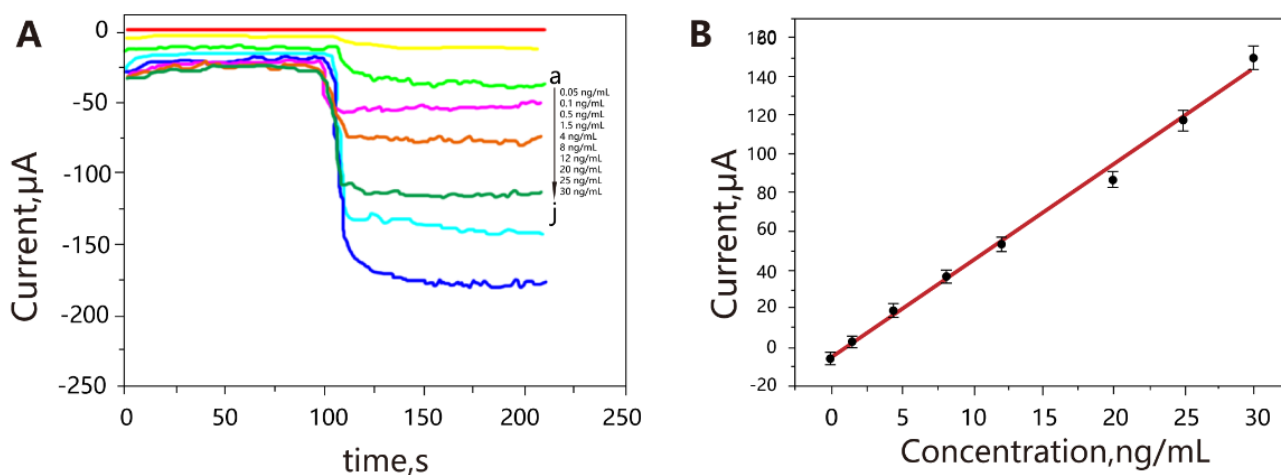 A
0
-50
-100
-150
-200
-250
0
50
100
150
200
250
Current,µA
time,s
a
0.05 ng/mL
0.1 ng/mL
0.5 ng/mL
1.5 ng/mL
4 ng/mL
8 ng/mL
12 ng/mL
20 ng/mL
25 ng/mL
30 ng/mL
j
B
140
120
100
80
60
40
20
0
-20
0
5
10
15
20
25
30
Current,µA
Concentration,ng/mL